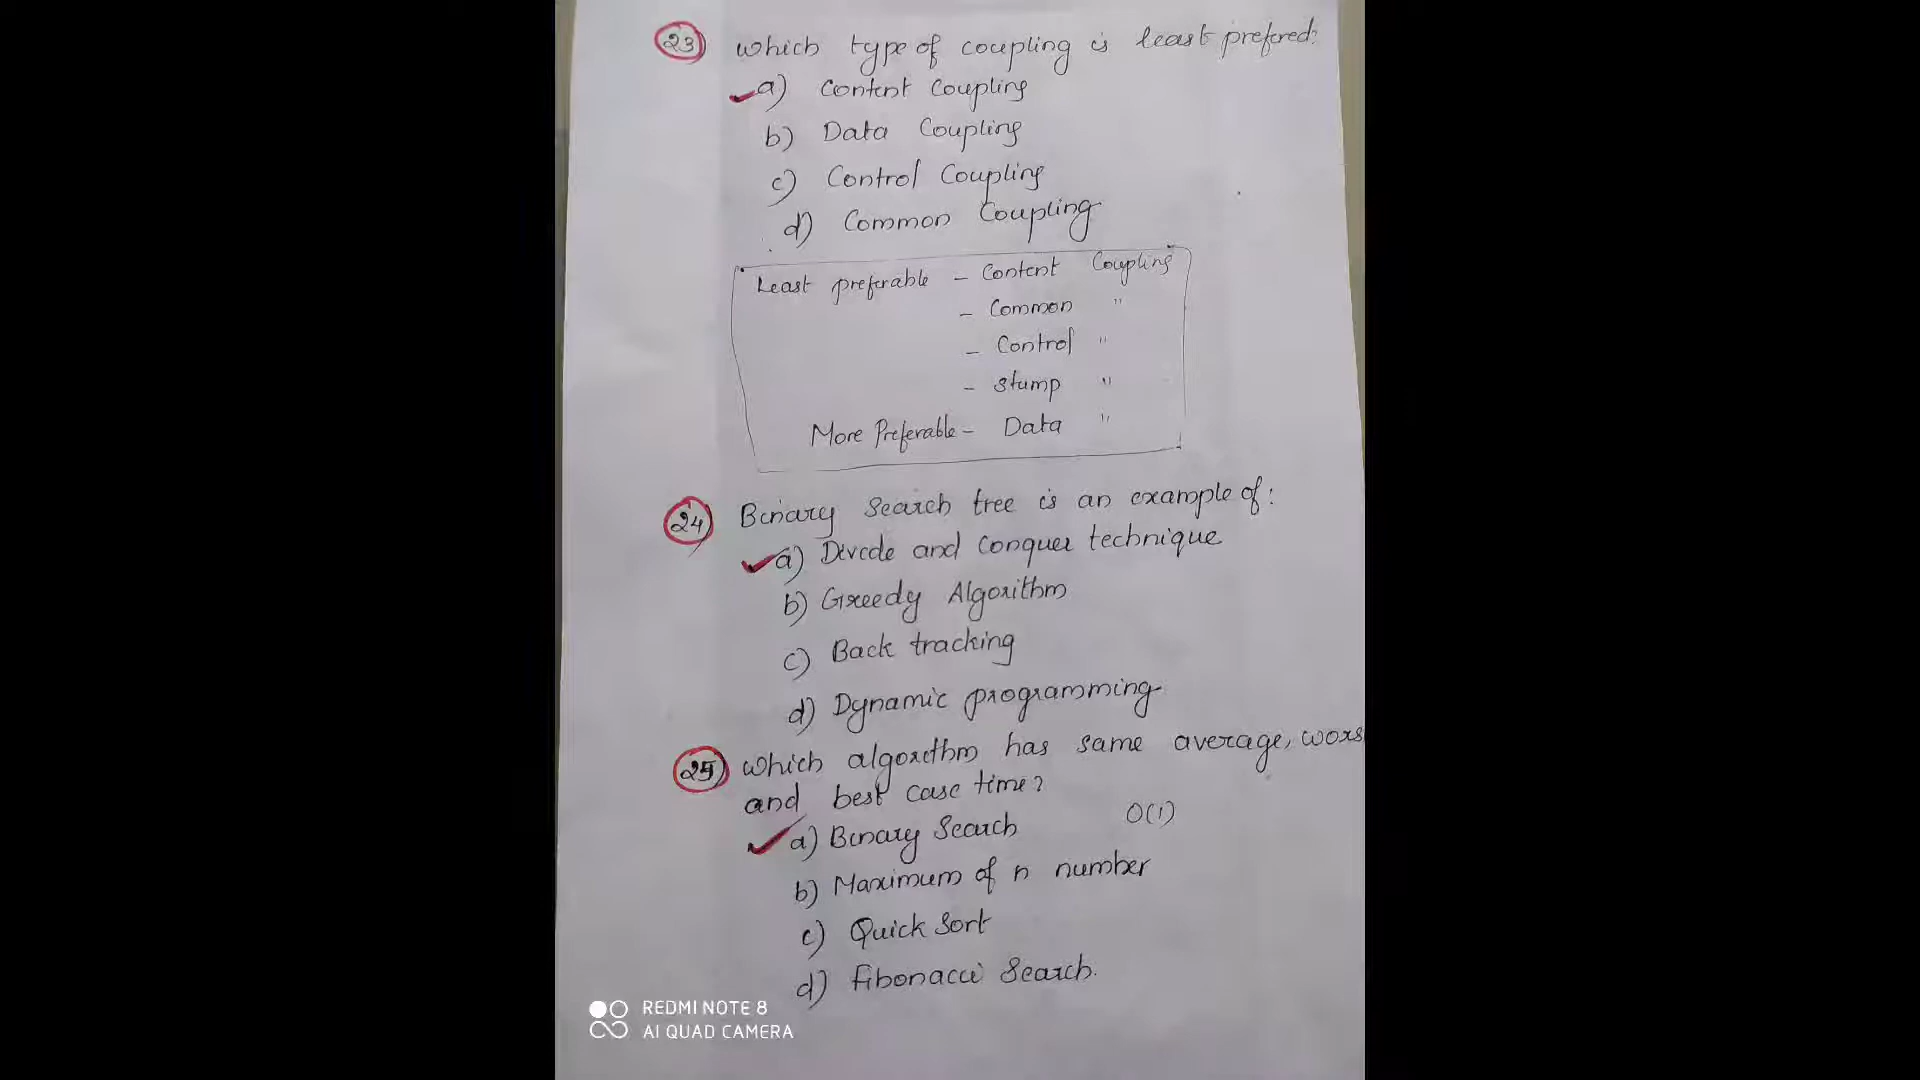 23 which type of coupling is least prefered?
a) Content Coupling
b) Data Coupling
c) Control Coupling
d) Common Coupling
Least preferable - Content Coupling
- Common "
- Control "
- stump "
More Preferable - Data "
24 Binary Search tree is an example of:
a) Divide and conquer technique
b) Greedy Algorithm
c) Back tracking
d) Dynamic programming
25 which algorithm has same average, wors
and best case time?
a) Binary Search O(1)
b) Maximum of n number
c) Quick Sort
d) Fibonacci Search.
REDMI NOTE 8
AI QUAD CAMERA